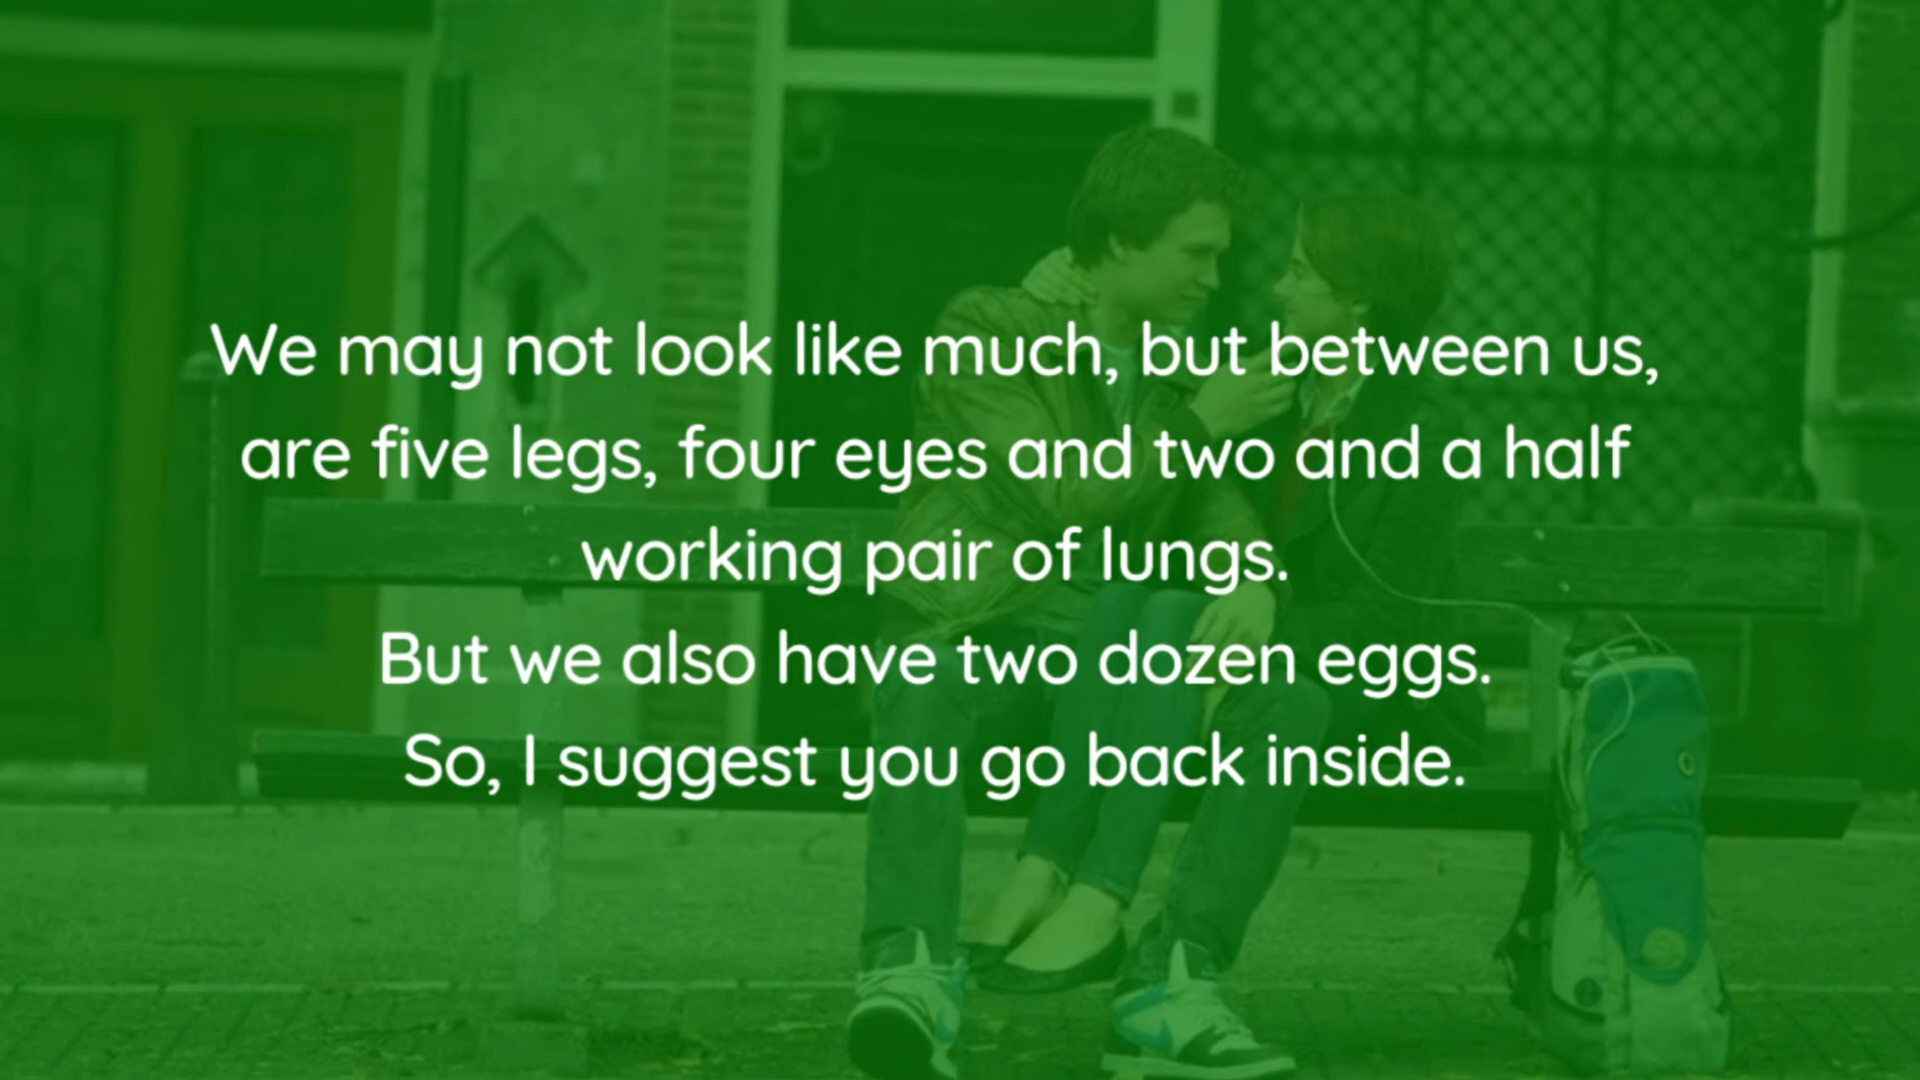 We may not look like much, but between us,
are five legs, four eyes and two and a half
working pair of lungs.
But we also have two dozen eggs.
So, I suggest you go back inside.